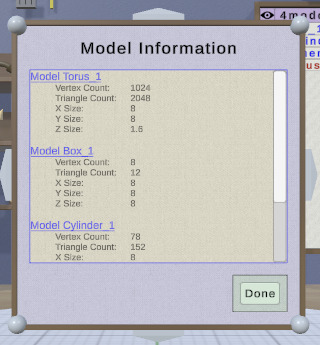 4mod
Model Information
Model Torus_1
Vertex Count: 1024
Triangle Count: 2048
X Size: 8
Y Size: 8
Z Size: 1.6
Model Box_1
Vertex Count: 8
Triangle Count: 12
X Size: 8
Y Size: 8
Z Size: 8
Model Cylinder_1
Vertex Count: 78
Triangle Count: 152
X Size: 8
Done